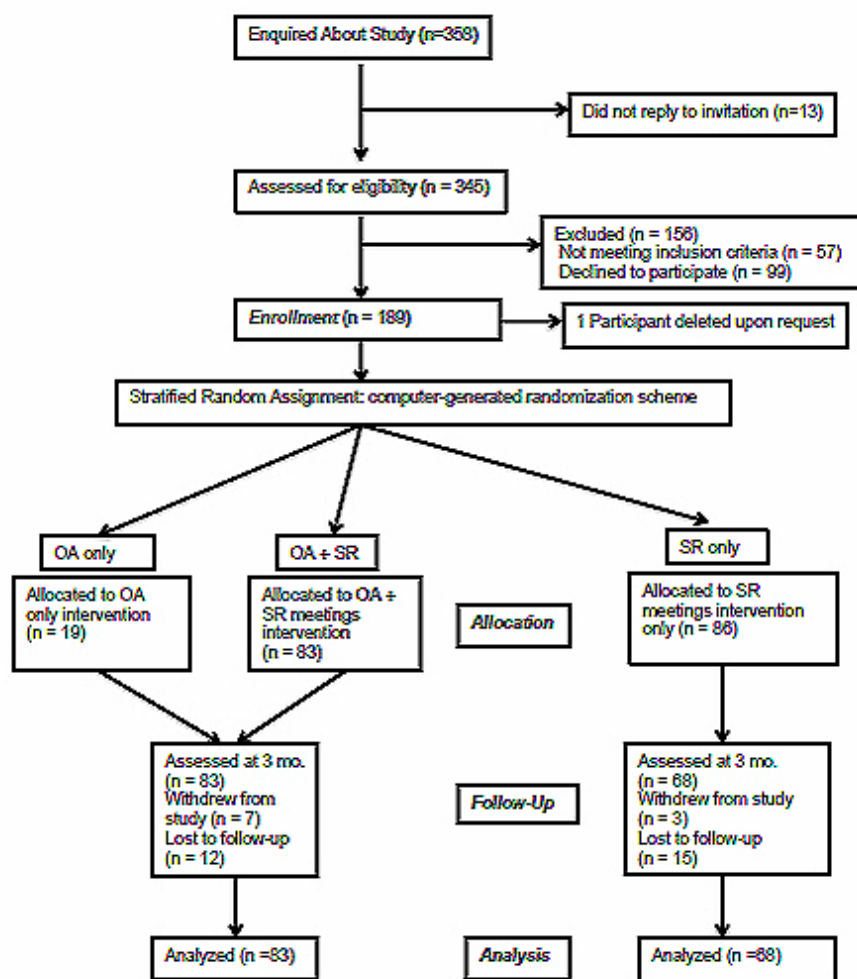 Enquired About Study (n=358)
Did not reply to invitation (n=13)
Assessed for eligibility (n = 345)
Excluded (n = 156)
Not meeting inclusion criteria (n = 57)
Declined to participate (n = 99)
Enrollment (n = 189)
1 Participant deleted upon request
Stratified Random Assignment: computer-generated randomization scheme
OA only
OA + SR
SR only
Allocated to OA
only intervention
(n = 19)
Allocated to OA +
SR meetings
intervention
(n = 83)
Allocation
Allocated to SR
meetings intervention
only (n = 86)
Assessed at 3 mo.
(n = 83)
Withdrew from
study (n = 7)
Lost to follow-up
(n = 12)
Follow-Up
Assessed at 3 mo.
(n = 68)
Withdrew from study
(n = 3)
Lost to follow-up
(n = 15)
Analyzed (n =83)
Analysis
Analyzed (n =68)